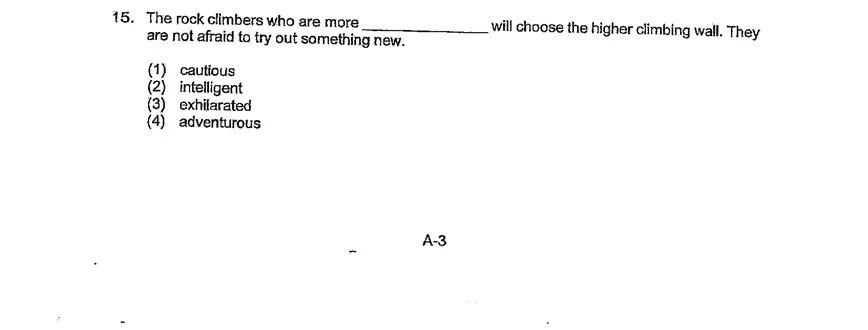 15. The rock climbers who are more _______________ will choose the higher climbing wall. They
are not afraid to try out something new.
(1) cautious
(2) intelligent
(3) exhilarated
(4) adventurous
A-3